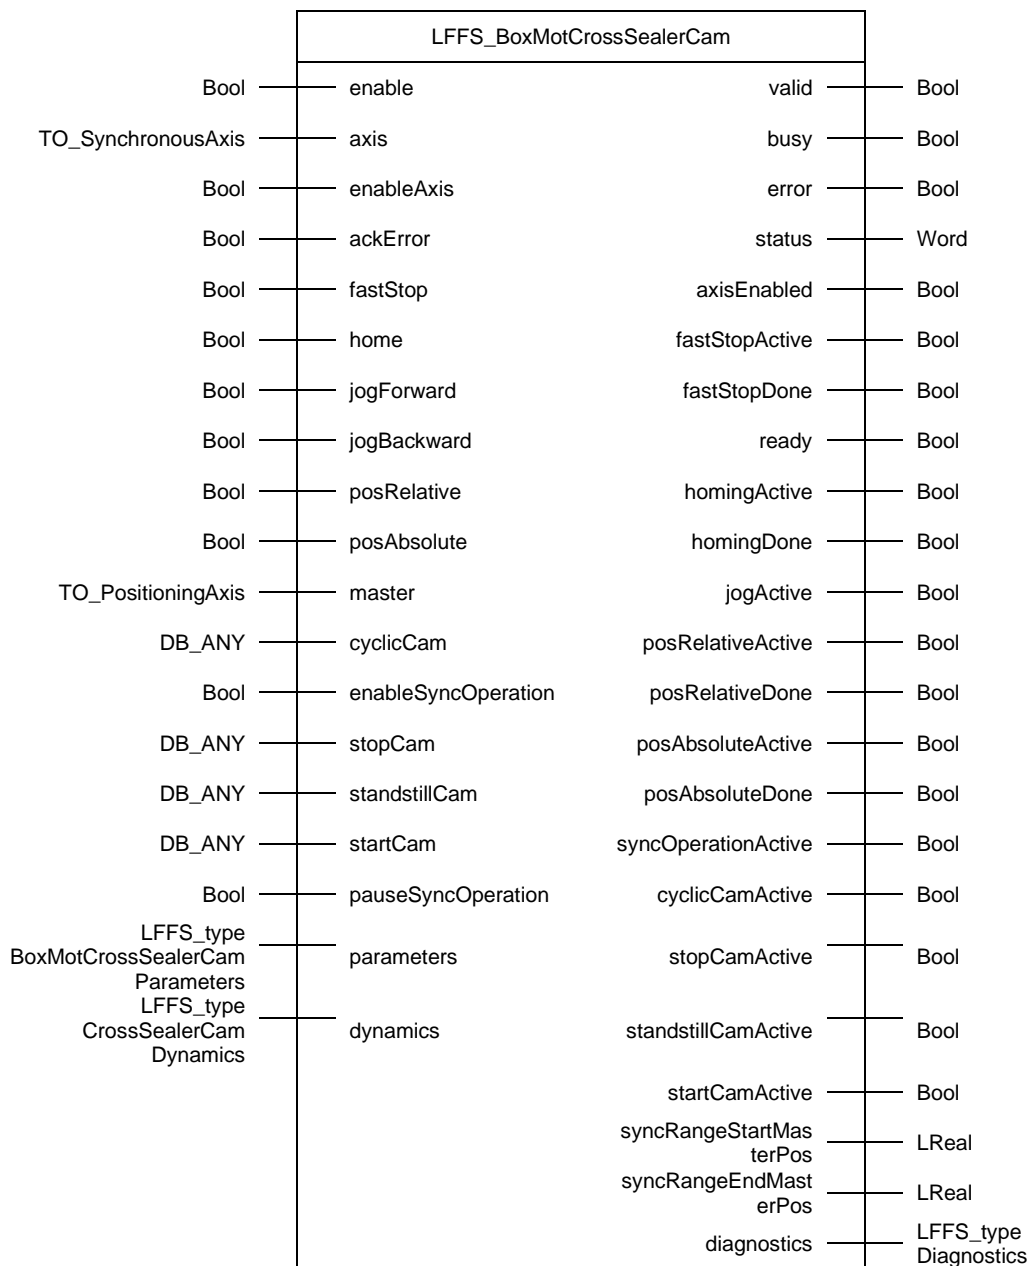 LFFS_BoxMotCrossSealerCam
Bool enable valid Bool
TO_SynchronousAxis axis busy Bool
Bool enableAxis error Bool
Bool ackError status Word
Bool fastStop axisEnabled Bool
Bool home fastStopActive Bool
Bool jogForward fastStopDone Bool
Bool jogBackward ready Bool
Bool posRelative homingActive Bool
Bool posAbsolute homingDone Bool
TO_PositioningAxis master jogActive Bool
DB_ANY cyclicCam posRelativeActive Bool
Bool enableSyncOperation posRelativeDone Bool
DB_ANY stopCam posAbsoluteActive Bool
DB_ANY standstillCam posAbsoluteDone Bool
DB_ANY startCam syncOperationActive Bool
Bool pauseSyncOperation cyclicCamActive Bool
LFFS_type
BoxMotCrossSealerCam parameters stopCamActive Bool
Parameters
LFFS_type
CrossSealerCam dynamics standstillCamActive Bool
Dynamics
startCamActive Bool
syncRangeStartMas
terPos LReal
syncRangeEndMast
erPos LReal
diagnostics LFFS_type
Diagnostics